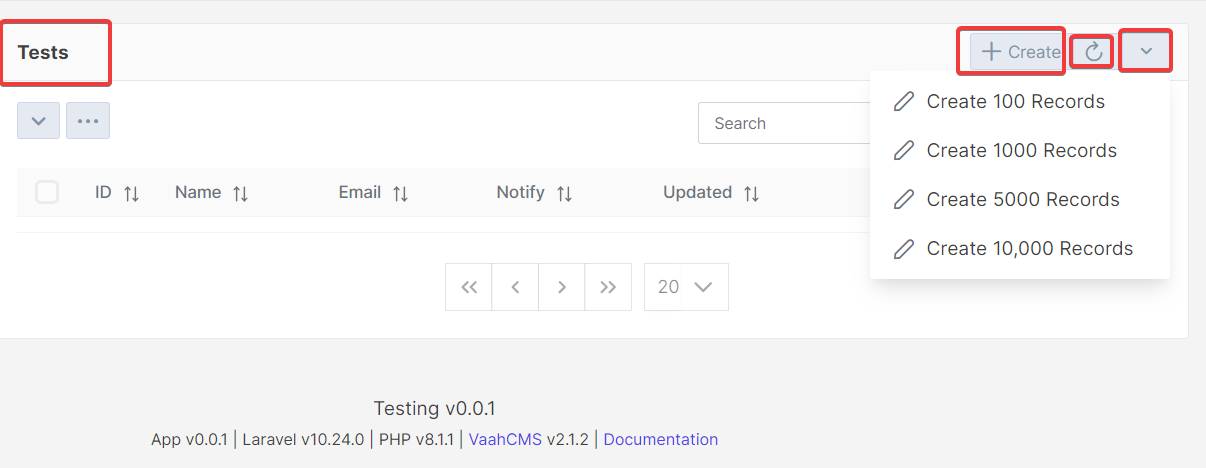 Tests
Create
Create 100 Records
Search
Create 1000 Records
ID Name Email Notify Updated
Create 5000 Records
Create 10,000 Records
20
Testing v0.0.1
App v0.0.1 | Laravel v10.24.0 | PHP v8.1.1 | VaahCMS v2.1.2 | Documentation